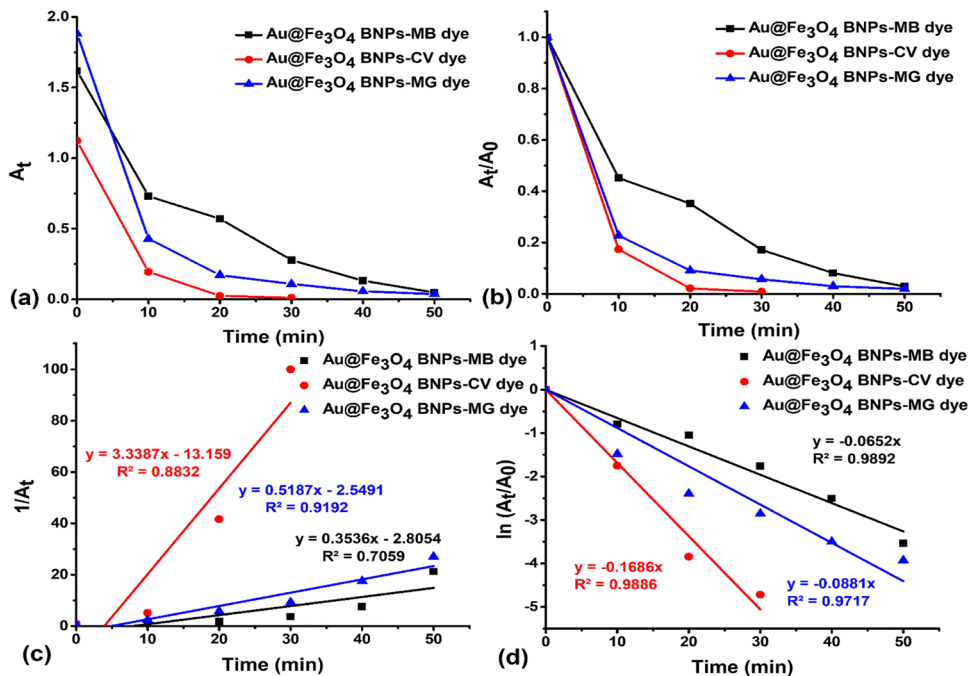 2.0
1.5
1.0
0.5
0.0
A_t
Au@Fe₃O₄ BNPs-MB dye
Au@Fe₃O₄ BNPs-CV dye
Au@Fe₃O₄ BNPs-MG dye
(a)
0 10 20 30 40 50
Time (min)
1.0
0.8
0.6
0.4
0.2
0.0
A_t/A₀
Au@Fe₃O₄ BNPs-MB dye
Au@Fe₃O₄ BNPs-CV dye
Au@Fe₃O₄ BNPs-MG dye
(b)
0 10 20 30 40 50
Time (min)
100
80
60
40
20
0
1/A_t
Au@Fe₃O₄ BNPs-MB dye
Au@Fe₃O₄ BNPs-CV dye
Au@Fe₃O₄ BNPs-MG dye
y = 3.3387x - 13.159
R² = 0.8832
y = 0.5187x - 2.5491
R² = 0.9192
y = 0.3536x - 2.8054
R² = 0.7059
0 10 20 30 40 50
(c)
Time (min)
1
0
-1
-2
-3
-4
-5
ln (A_t/A₀)
Au@Fe₃O₄ BNPs-MB dye
Au@Fe₃O₄ BNPs-CV dye
Au@Fe₃O₄ BNPs-MG dye
y = -0.0652x
R² = 0.9892
y = -0.1686x
R² = 0.9886
y = -0.0881x
R² = 0.9717
0 10 20 30 40 50
(d)
Time (min)